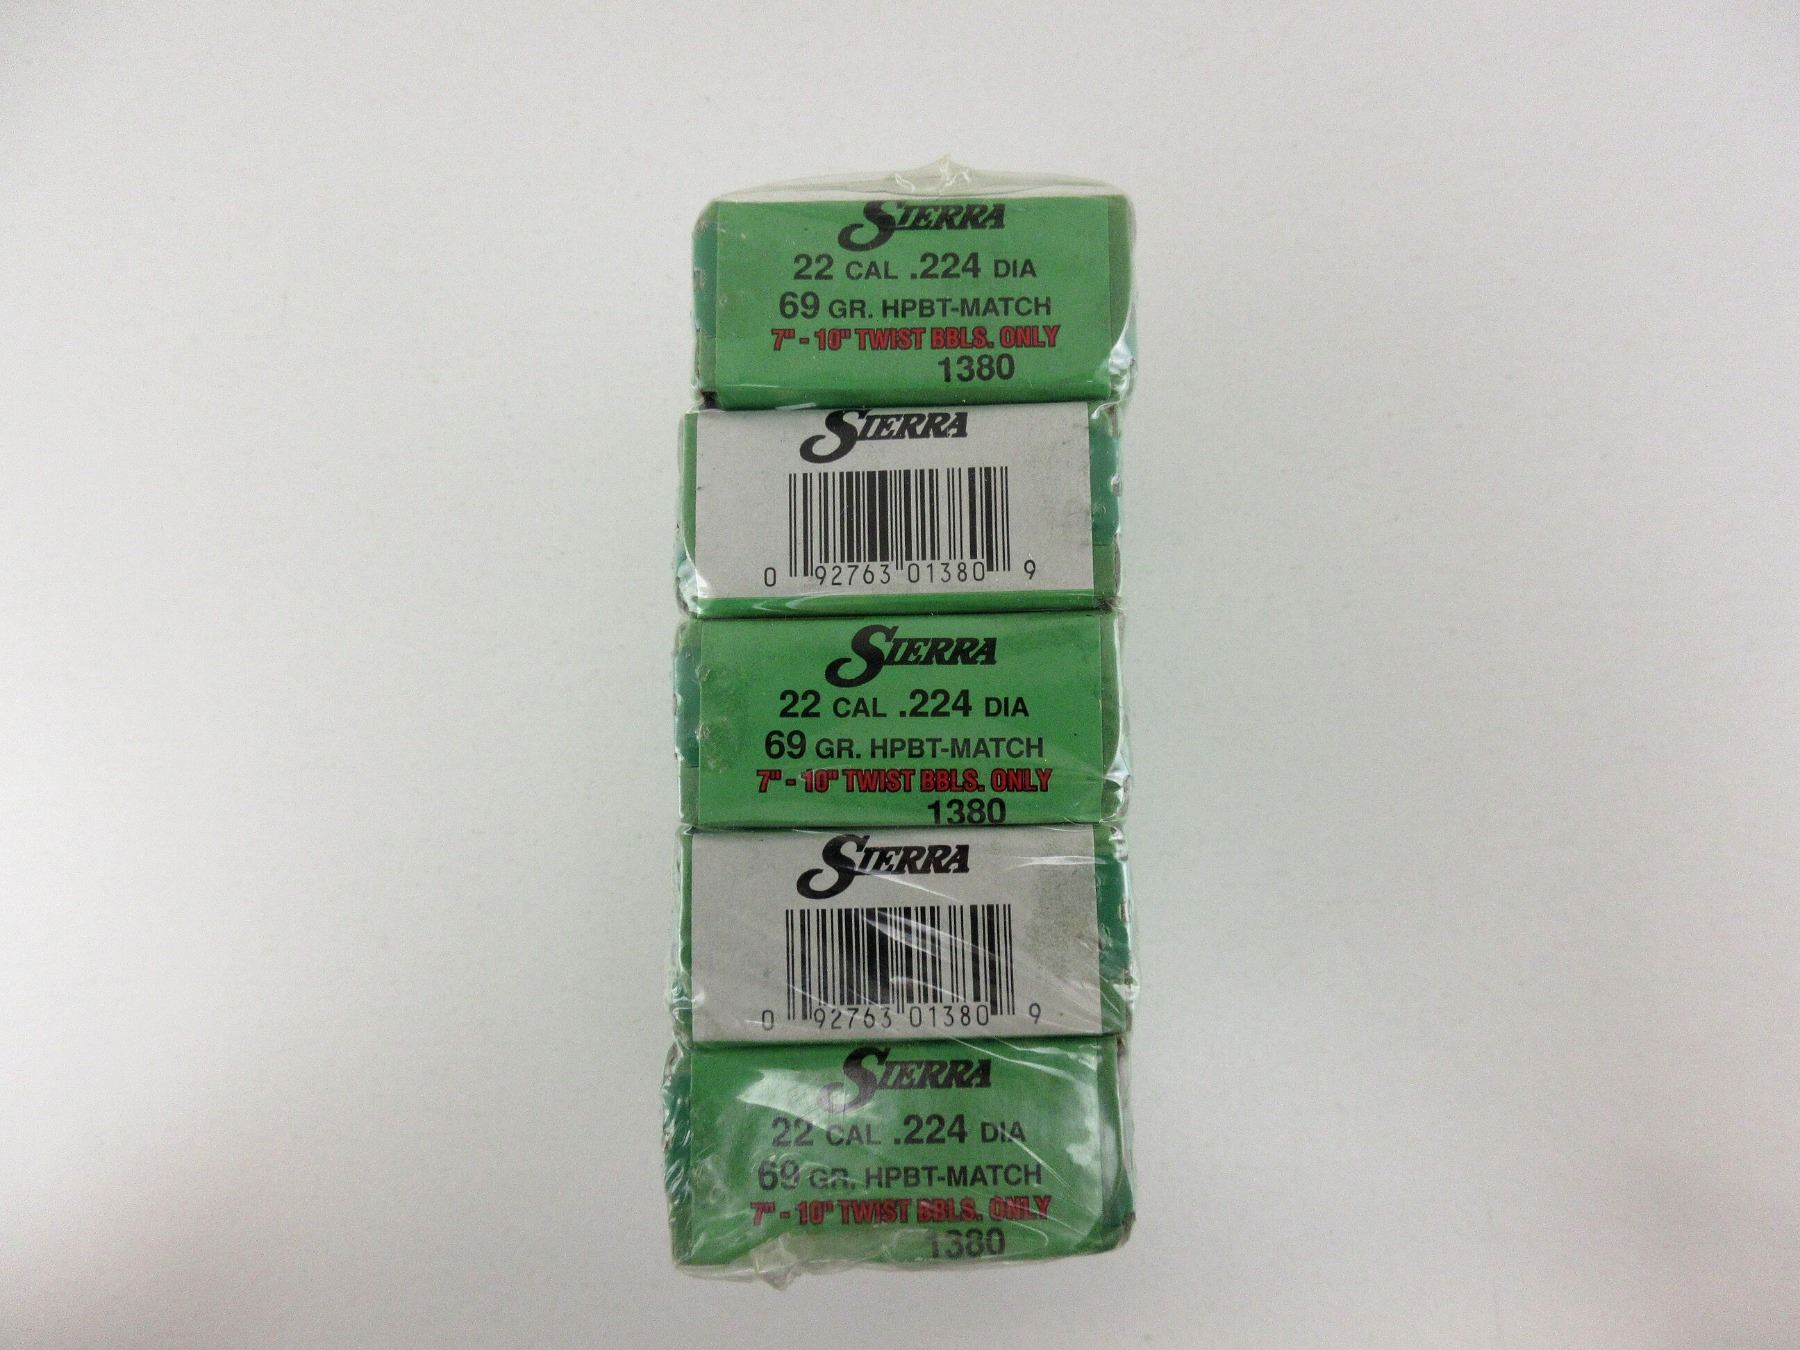 SIERRA
22 CAL .224 DIA
69 GR. HPBT-MATCH
7" - 10" TWIST BBLS. ONLY
1380
SIERRA
0 92763 01380 9
SIERRA
22 CAL .224 DIA
69 GR. HPBT-MATCH
7" - 10" TWIST BBLS. ONLY
1380
SIERRA
0 92763 01380 9
SIERRA
22 CAL .224 DIA
69 GR. HPBT-MATCH
7" - 10" TWIST BBLS. ONLY
1380